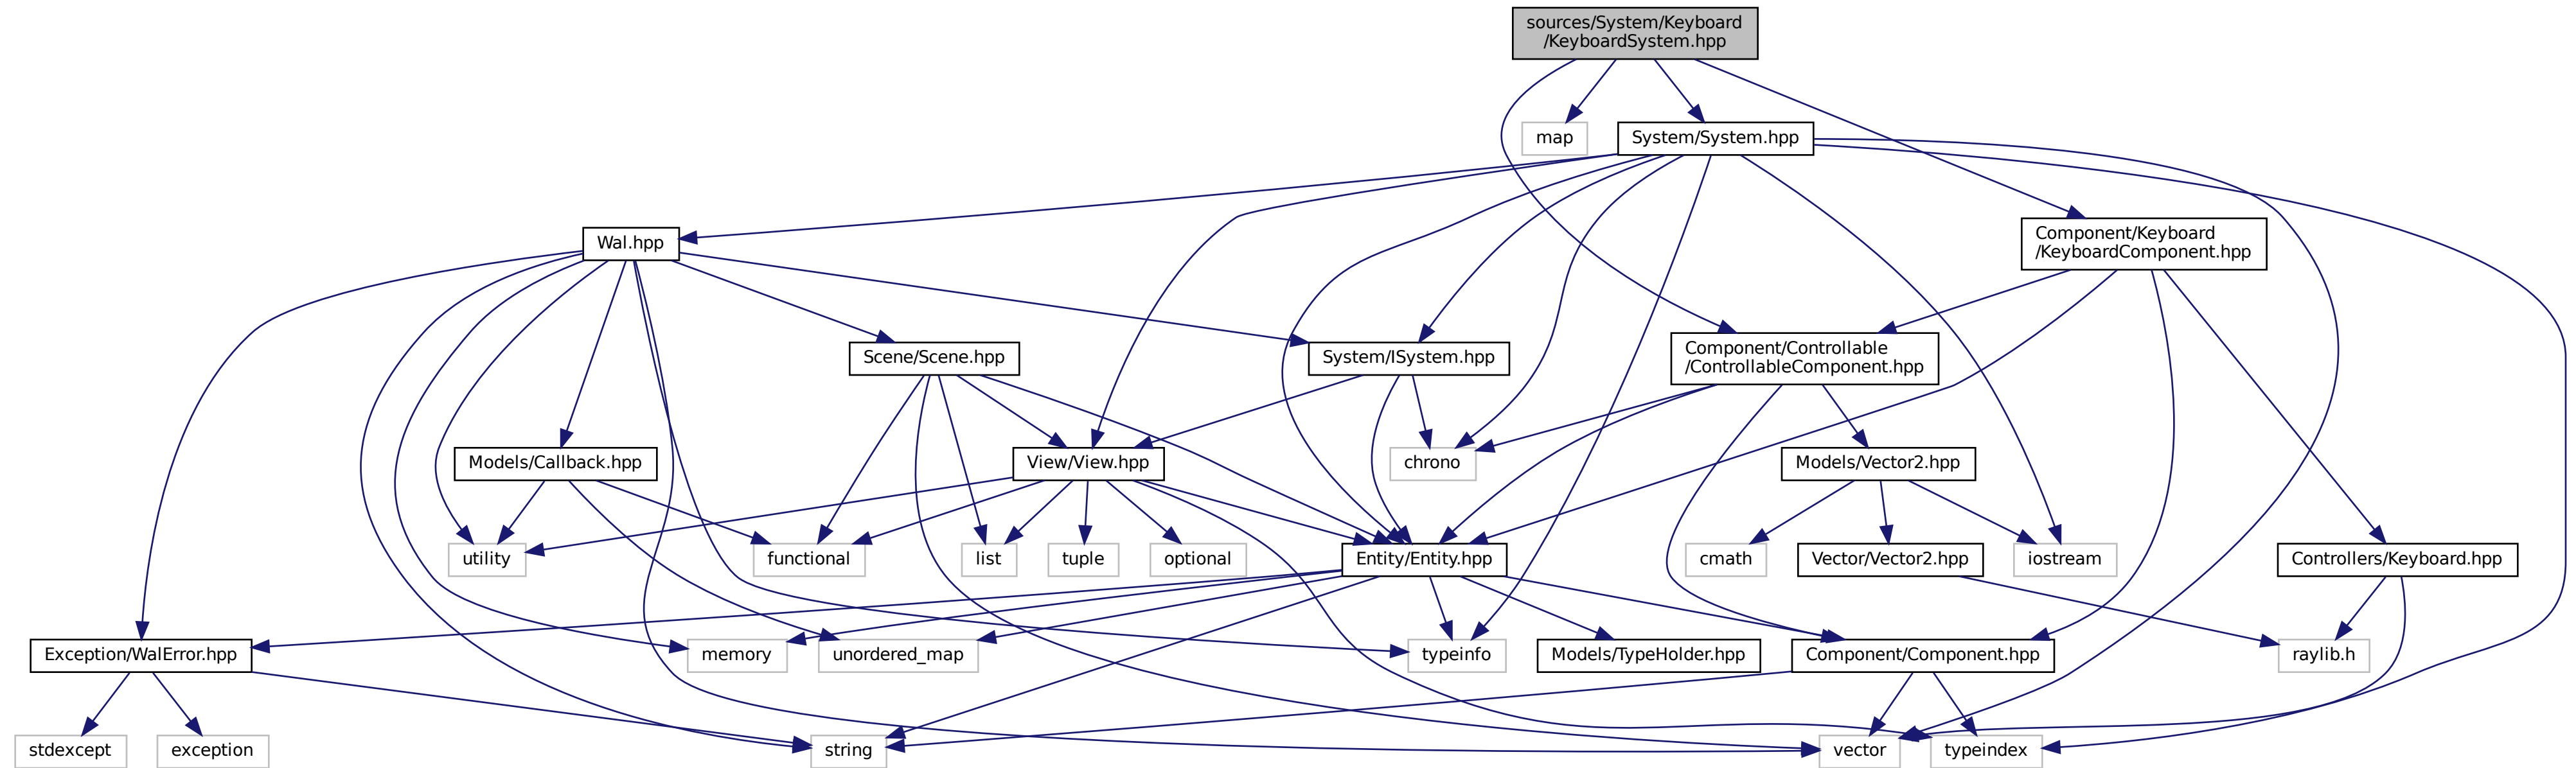 sources/System/Keyboard
/KeyboardSystem.hpp
map
System/System.hpp
Wal.hpp
Component/Keyboard
/KeyboardComponent.hpp
Scene/Scene.hpp
System/ISystem.hpp
Component/Controllable
/ControllableComponent.hpp
Models/Callback.hpp
View/View.hpp
chrono
Models/Vector2.hpp
utility
functional
list
tuple
optional
Entity/Entity.hpp
cmath
Vector/Vector2.hpp
iostream
Controllers/Keyboard.hpp
Exception/WalError.hpp
memory
unordered_map
typeinfo
Models/TypeHolder.hpp
Component/Component.hpp
raylib.h
stdexcept
exception
string
vector
typeindex